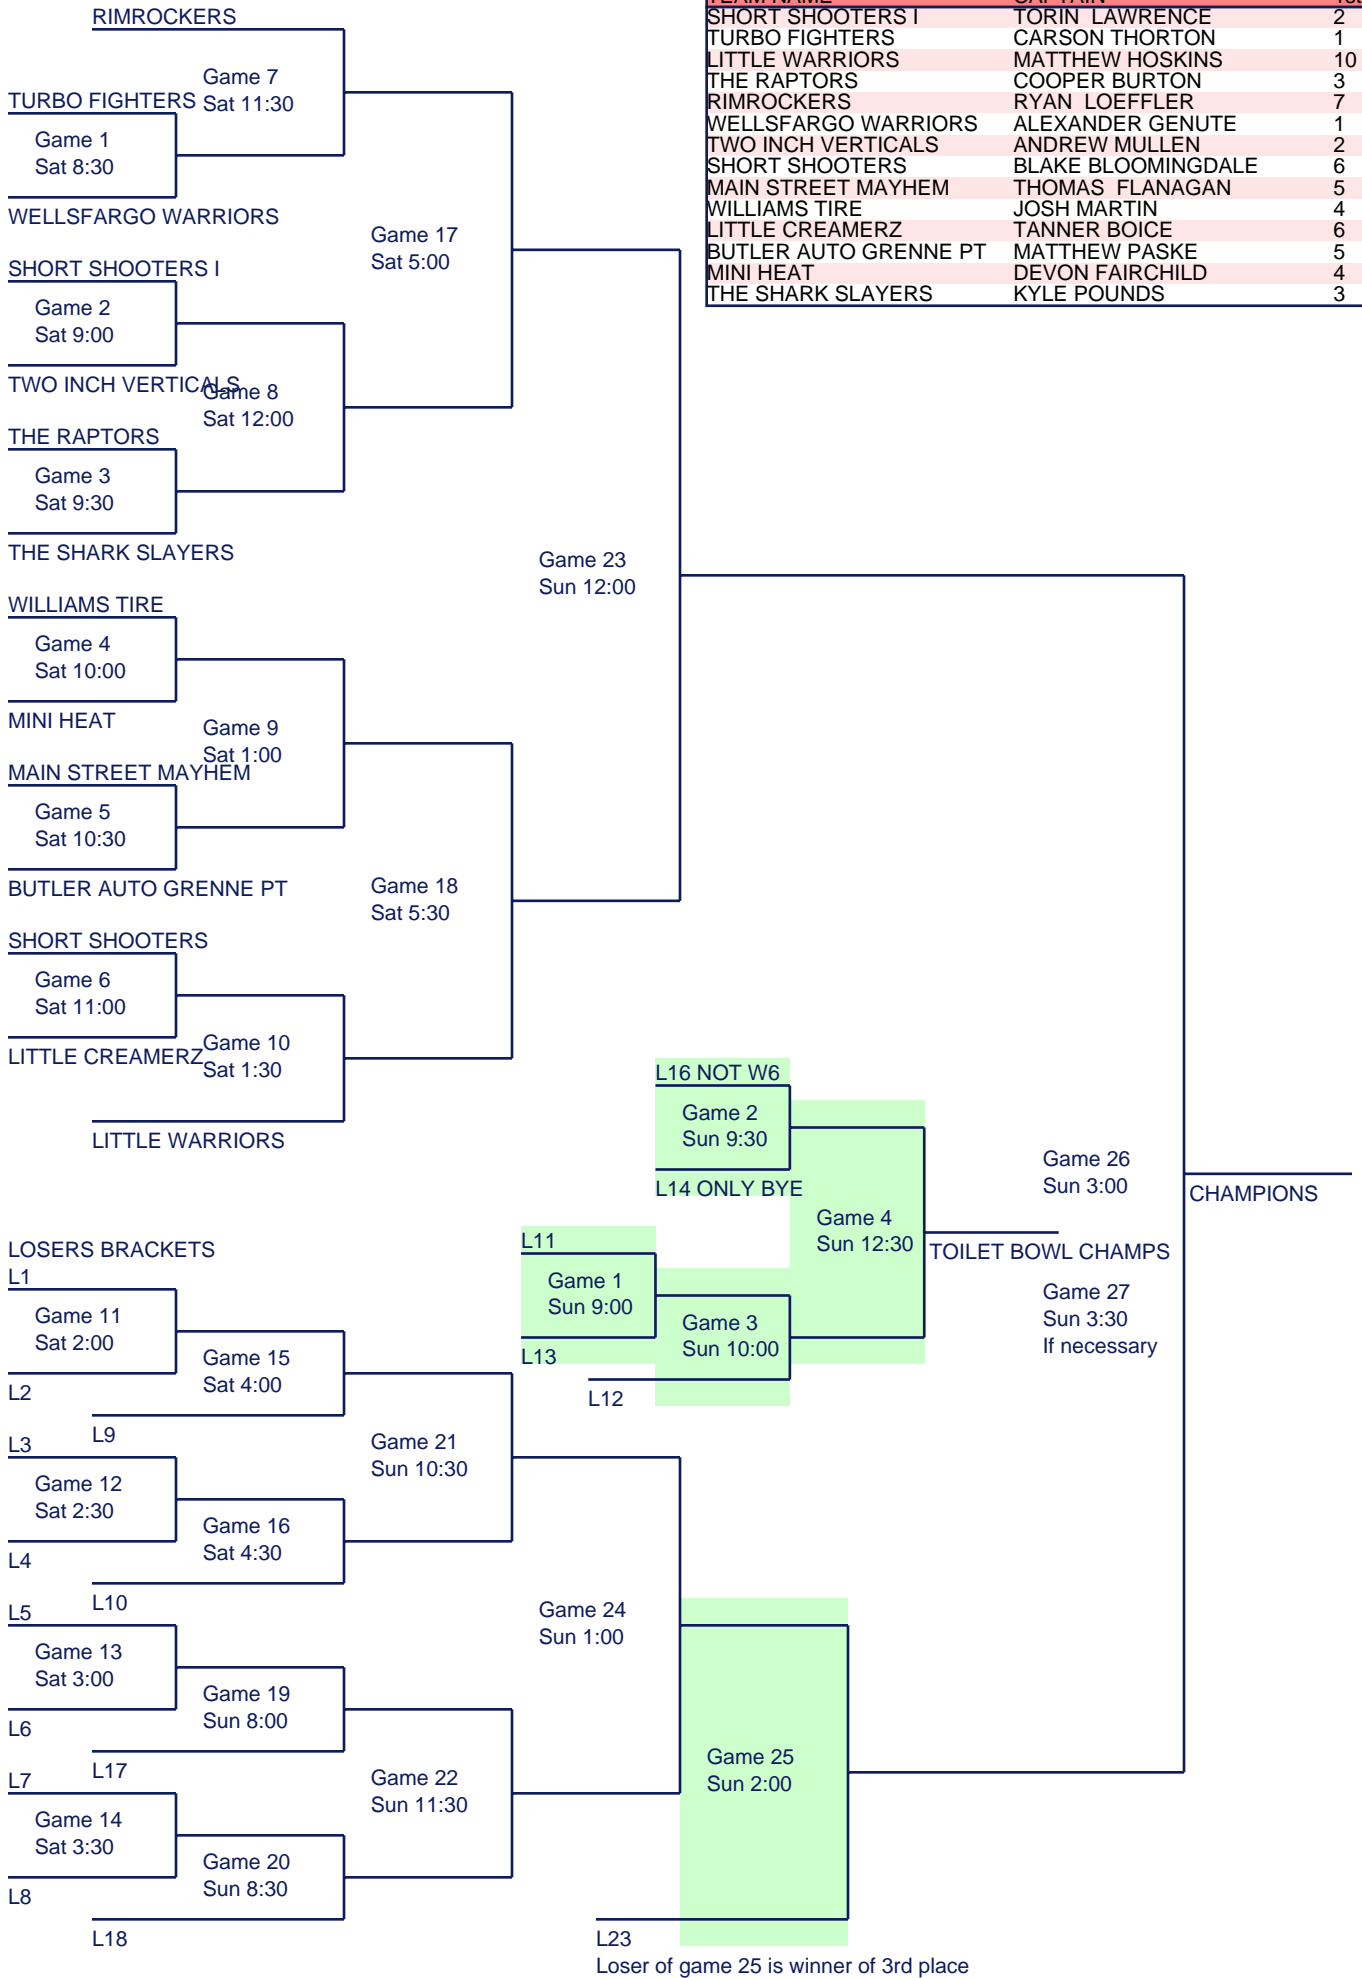 RIMROCKERS
Game 7
Sat 11:30
TURBO FIGHTERS
Game 1
Sat 8:30
WELLSFARGO WARRIORS
Game 17
Sat 5:00
SHORT SHOOTERS I
Game 2
Sat 9:00
TWO INCH VERTICALS
Game 8
Sat 12:00
THE RAPTORS
Game 3
Sat 9:30
THE SHARK SLAYERS
Game 23
Sun 12:00
WILLIAMS TIRE
Game 4
Sat 10:00
MINI HEAT
Game 9
Sat 1:00
MAIN STREET MAYHEM
Game 5
Sat 10:30
BUTLER AUTO GRENNE PT
Game 18
Sat 5:30
SHORT SHOOTERS
Game 6
Sat 11:00
LITTLE CREAMERZ
Game 10
Sat 1:30
LITTLE WARRIORS
SHORT SHOOTERS I TORIN LAWRENCE 2
TURBO FIGHTERS CARSON THORTON 1
LITTLE WARRIORS MATTHEW HOSKINS 10
THE RAPTORS COOPER BURTON 3
RIMROCKERS RYAN LOEFFLER 7
WELLSFARGO WARRIORS ALEXANDER GENUTE 1
TWO INCH VERTICALS ANDREW MULLEN 2
SHORT SHOOTERS BLAKE BLOOMINGDALE 6
MAIN STREET MAYHEM THOMAS FLANAGAN 5
WILLIAMS TIRE JOSH MARTIN 4
LITTLE CREAMERZ TANNER BOICE 6
BUTLER AUTO GRENNE PT MATTHEW PASKE 5
MINI HEAT DEVON FAIRCHILD 4
THE SHARK SLAYERS KYLE POUNDS 3
L16 NOT W6
Game 2
Sun 9:30
L14 ONLY BYE
Game 4
Sun 12:30
L11
Game 1
Sun 9:00
L13
Game 3
Sun 10:00
L12
TOILET BOWL CHAMPS
Game 26
Sun 3:00
CHAMPIONS
Game 27
Sun 3:30
If necessary
LOSERS BRACKETS
L1
Game 11
Sat 2:00
L2
Game 15
Sat 4:00
L9
L3
Game 12
Sat 2:30
L4
Game 16
Sat 4:30
L10
Game 21
Sun 10:30
L5
Game 13
Sat 3:00
L6
Game 19
Sun 8:00
L17
L7
Game 14
Sat 3:30
L8
Game 20
Sun 8:30
L18
Game 22
Sun 11:30
Game 24
Sun 1:00
Game 25
Sun 2:00
L23
Loser of game 25 is winner of 3rd place